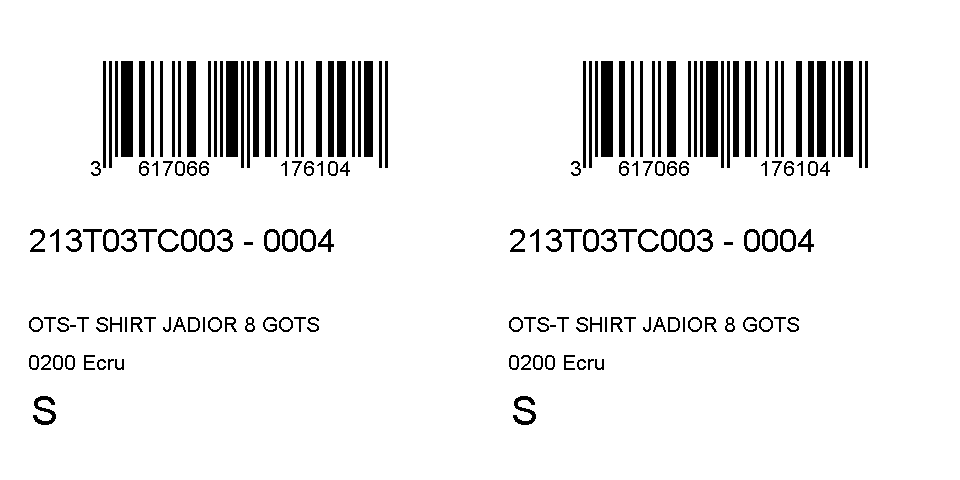 3 617066 176104
213T03TC003 - 0004
OTS-T SHIRT JADIOR 8 GOTS
0200 Ecru
S
3 617066 176104
213T03TC003 - 0004
OTS-T SHIRT JADIOR 8 GOTS
0200 Ecru
S